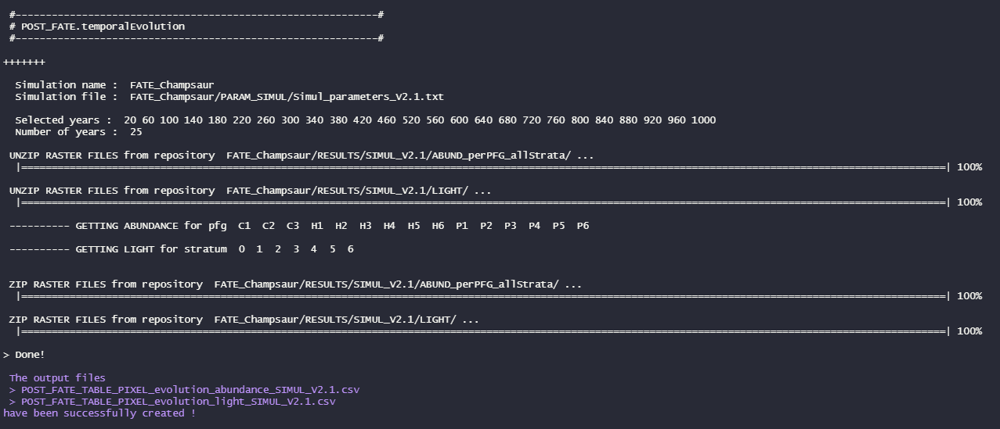 #------------------------------------------------------------#
# POST_FATE.temporalEvolution
#------------------------------------------------------------#
+++++++
Simulation name :  FATE_Champsaur
Simulation file :  FATE_Champsaur/PARAM_SIMUL/Simul_parameters_V2.1.txt
Selected years :  20 60 100 140 180 220 260 300 340 380 420 460 520 560 600 640 680 720 760 800 840 880 920 960 1000
Number of years :  25
UNZIP RASTER FILES from repository  FATE_Champsaur/RESULTS/SIMUL_V2.1/ABUND_perPFG_allStrata/ ...
|==========================================================================================================================================================| 100%
UNZIP RASTER FILES from repository  FATE_Champsaur/RESULTS/SIMUL_V2.1/LIGHT/ ...
|==========================================================================================================================================================| 100%
---------- GETTING ABUNDANCE for pfg  C1  C2  C3  H1  H2  H3  H4  H5  H6  P1  P2  P3  P4  P5  P6
---------- GETTING LIGHT for stratum  0  1  2  3  4  5  6
ZIP RASTER FILES from repository  FATE_Champsaur/RESULTS/SIMUL_V2.1/ABUND_perPFG_allStrata/ ...
|==========================================================================================================================================================| 100%
ZIP RASTER FILES from repository  FATE_Champsaur/RESULTS/SIMUL_V2.1/LIGHT/ ...
|==========================================================================================================================================================| 100%
> Done!
The output files
> POST_FATE_TABLE_PIXEL_evolution_abundance_SIMUL_V2.1.csv
> POST_FATE_TABLE_PIXEL_evolution_light_SIMUL_V2.1.csv
have been successfully created !